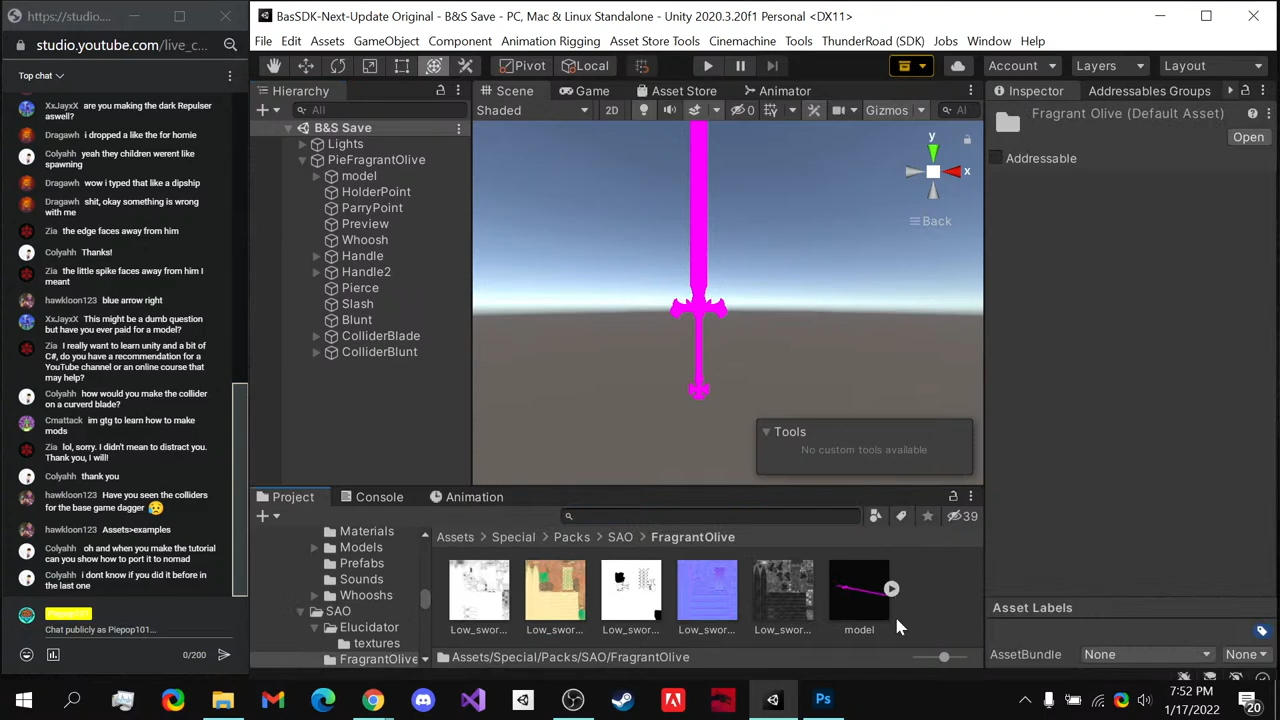 https://studio....
studio.youtube.com/live_c...
Top chat
XxJayxX are you making the dark Repulser
aswell?
Dragawh i dropped a like for the homie
Colyahh yeah they children werent like
spawning
Dragawh wow i typed that like a dipship
Dragawh shit, okay something is wrong
with me
Zia the edge faces away from him
Colyahh Thanks!
Zia the little spike faces away from him I
meant
hawkloon123 blue arrow right
XxJayxX This might be a dumb question
but have you ever paid for a model?
Zia I really want to learn unity and a bit of
C#, do you have a recommendation for a
YouTube channel or an online course that
may help?
Colyahh how would you make the collider
on a curverd blade?
Cmattack im gtg to learn how to make
mods
Zia lol, sorry. I didn't mean to distract you.
Thank you, I will!
Colyahh thank you
hawkloon123 Have you seen the colliders
for the base game dagger 😥
hawkloon123 Assets>examples
Colyahh oh and when you make the tutorial
can you show how to port it to nomad
Colyahh i dont know if you did it before in
the last one
Piepop101
Chat publicly as Piepop101...
0/200
BasSDK-Next-Update Original - B&S Save - PC, Mac & Linux Standalone - Unity 2020.3.20f1 Personal <DX11>
File Edit Assets GameObject Component Animation Rigging Asset Store Tools Cinemachine Tools ThunderRoad (SDK) Jobs Window Help
Pivot Local Account Layers Layout
Hierarchy
All
B&S Save
Lights
PieFragrantOlive
model
HolderPoint
ParryPoint
Preview
Whoosh
Handle
Handle2
Pierce
Slash
Blunt
ColliderBlade
ColliderBlunt
Scene Game Asset Store Animator
Shaded 2D 0 Gizmos Al
y
x
Back
Tools
No custom tools available
Inspector Addressables Groups
Fragrant Olive (Default Asset)
Open
Addressable
Asset Labels
AssetBundle None None
Project Console Animation
39
Materials
Models
Prefabs
Sounds
Whooshs
SAO
Elucidator
textures
FragrantOlive
Assets > Special > Packs > SAO > FragrantOlive
Low_swor... Low_swor... Low_swor... Low_swor... Low_swor... model
Assets/Special/Packs/SAO/FragrantOlive
Ps
7:52 PM
1/17/2022
20